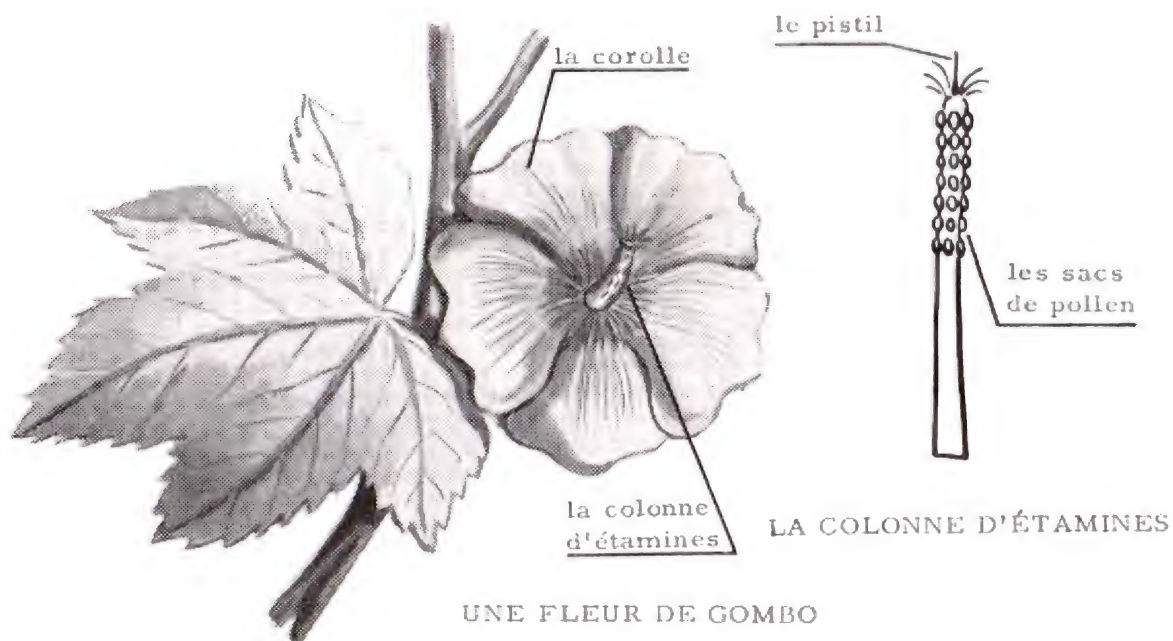 le pistil
la corolle
les sacs
de pollen
la colonne
d'étamines
LA COLONNE D'ÉTAMINES
UNE FLEUR DE GOMBO